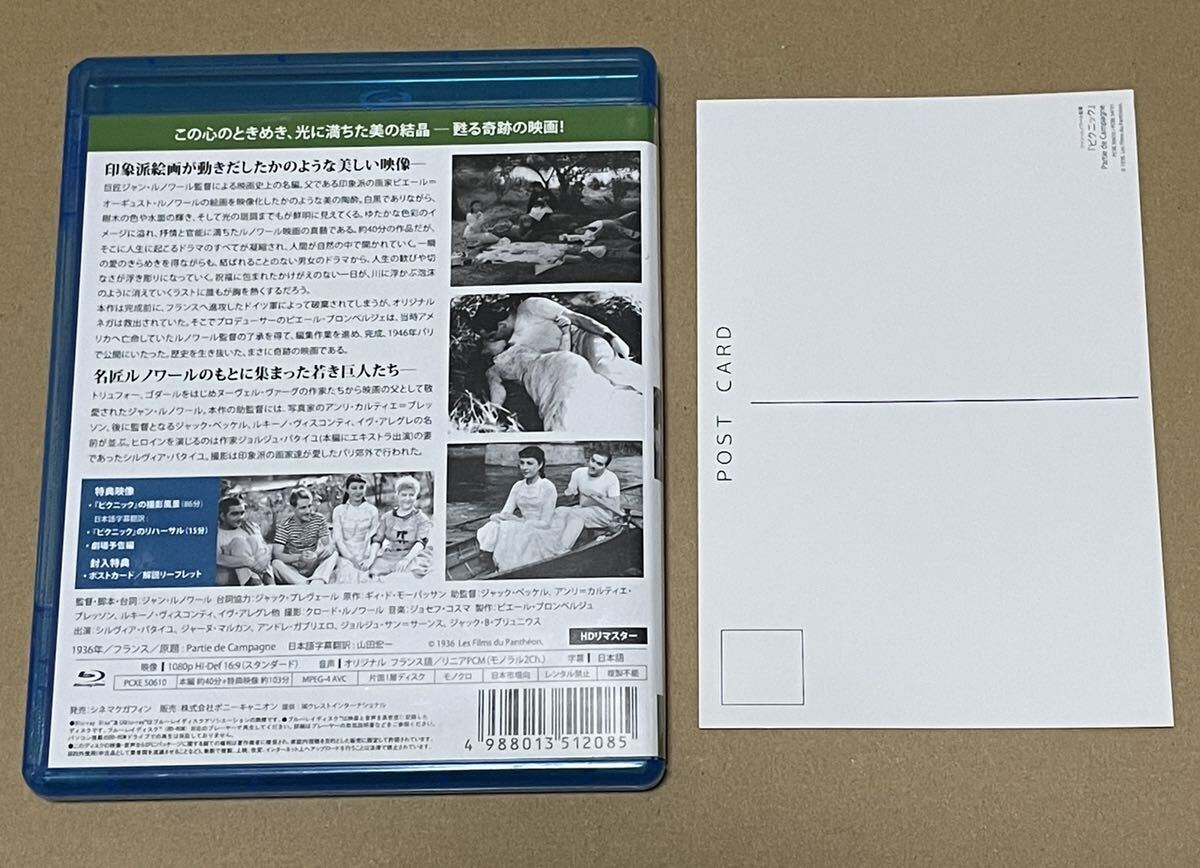 この心のときめき、光に満ちた美の結晶 ― 甦る奇跡の映画!
印象派絵画が動きだしたかのような美しい映像―
巨匠ジャン・ルノワール監督による映画史上の名編。父である印象派の画家ピエール=
オーギュスト・ルノワールの絵画を映像化したかのような美の陶酔。白黒でありながら、
樹木の色や水面の輝き、そして光の諧調までもが鮮明に見えてくる。ゆたかな色彩のイ
メージに溢れ、抒情と官能に満ちたルノワール映画の真髄である。約40分の作品だが、
そこに人生に起こるドラマのすべてが凝縮され、人間が自然の中で開かれていく。一瞬
の愛のきらめきを得ながらも、結ばれることのない男女のドラマから、人生の歓びや切
なさが浮き彫りになっていく。祝福に包まれたかけがえのない一日が、川に浮かぶ泡沫
のように消えていくラストに誰もが胸を熱くするだろう。
本作は完成前に、フランスへ進攻したドイツ軍によって破棄されてしまうが、オリジナル
ネガは救出されていた。そこでプロデューサーのピエール・ブロンベルジェは、当時アメ
リカへ亡命していたルノワール監督の了承を得て、編集作業を進め、完成、1946年パリ
で公開にいたった。歴史を生き抜いた、まさに奇跡の映画である。
名匠ルノワールのもとに集まった若き巨人たち―
トリュフォー、ゴダールをはじめヌーヴェル・ヴァーグの作家たちから映画の父として敬
愛されたジャン・ルノワール。本作の助監督には、写真家のアンリ・カルティエ=ブレッ
ソン、後に監督となるジャック・ベッケル、ルキーノ・ヴィスコンティ、イヴ・アレグレの名
前が並ぶ。ヒロインを演じるのは作家ジョルジュ・バタイユ(本編にエキストラ出演)の妻
であったシルヴィア・バタイユ。撮影は印象派の画家達が愛したパリ郊外で行われた。
特典映像
・『ピクニック』の撮影風景(86分)
日本語字幕翻訳:
・『ピクニック』のリハーサル(15分)
・劇場予告編
封入特典
・ポストカード/解説リーフレット
監督・脚本・台詞:ジャン・ルノワール 台詞協力:ジャック・プレヴェール 原作:ギィ・ド・モーパッサン 助監督:ジャック・ベッケル、アンリ=カルティエ・
ブレッソン、ルキーノ・ヴィスコンティ、イヴ・アレグレ他 撮影:クロード・ルノワール 音楽:ジョセフ・コスマ 製作:ピエール・ブロンベルジュ
出演:シルヴィア・バタイユ、ジャーヌ・マルカン、アンドレ・ガブリエロ、ジョルジュ・サン=サーンス、ジャック・B・ブリュニウス
1936年/フランス/原題:Partie de Campagne 日本語字幕翻訳:山田宏一 © 1936 Les Films du Panthéon.
HDリマスター
映像 1080p Hi-Def 16:9(スタンダード) 音声 オリジナル フランス語/リニアPCM(モノラル2Ch.) 字幕 日本語
PCXE 50610 本編 約40分+特典映像 約103分 MPEG-4 AVC 片面1層ディスク モノクロ 日本市場向 レンタル禁止 複製不能
発売:シネマケガフィン 販売:株式会社ポニーキャニオン 提供:㈱クレストインターナショナル
4 988013 512085
POST CARD
『ピクニック』
Partie de Campagne
© 1936 Les Films du Panthéon.